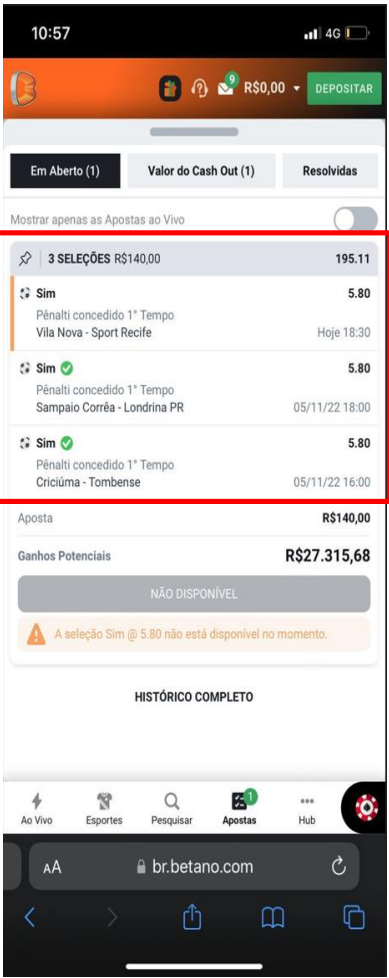 10:57
4G
9
R$0,00
DEPOSITAR
Em Aberto (1)
Valor do Cash Out (1)
Resolvidas
Mostrar apenas as Apostas ao Vivo
3 SELEÇÕES R$140,00
195.11
Sim
5.80
Pênalti concedido 1° Tempo
Vila Nova - Sport Recife
Hoje 18:30
Sim
5.80
Pênalti concedido 1° Tempo
Sampaio Corrêa - Londrina PR
05/11/22 18:00
Sim
5.80
Pênalti concedido 1° Tempo
Criciúma - Tombense
05/11/22 16:00
Aposta
R$140,00
Ganhos Potenciais
R$27.315,68
NÃO DISPONÍVEL
A seleção Sim @ 5.80 não está disponível no momento.
HISTÓRICO COMPLETO
1
Ao Vivo
Esportes
Pesquisar
Apostas
Hub
AA
br.betano.com